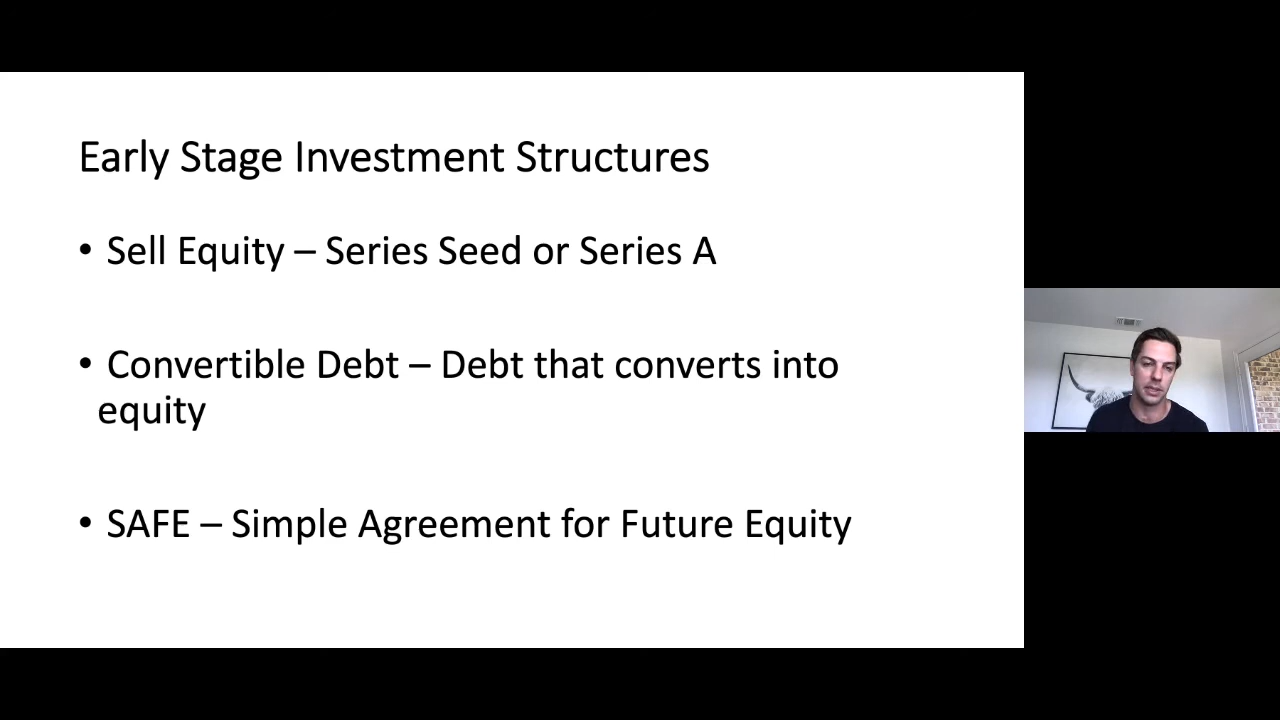 Early Stage Investment Structures
• Sell Equity – Series Seed or Series A
• Convertible Debt – Debt that converts into
equity
• SAFE – Simple Agreement for Future Equity